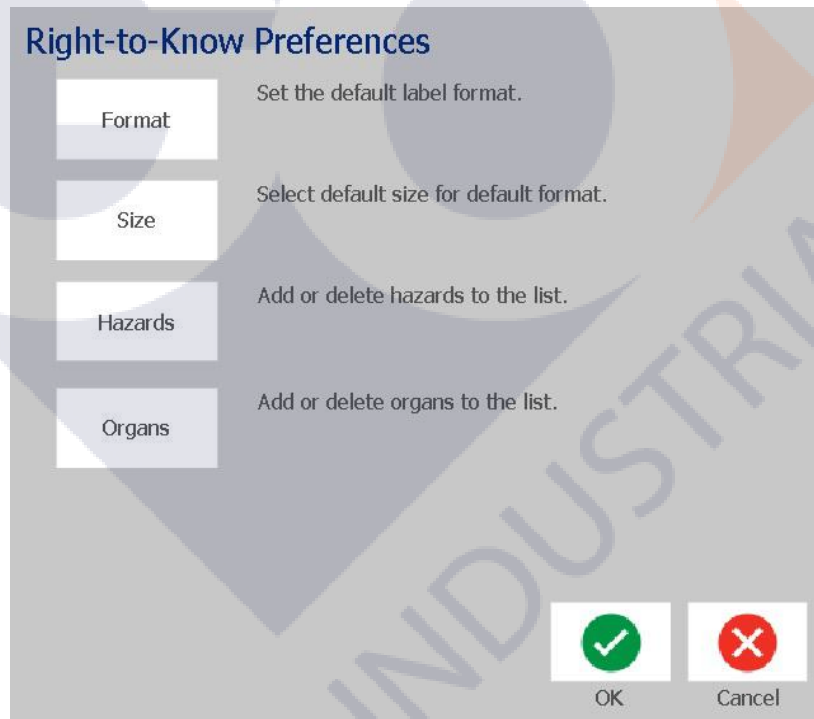 Right-to-Know Preferences
Format
Set the default label format.
Size
Select default size for default format.
Hazards
Add or delete hazards to the list.
Organs
Add or delete organs to the list.
OK
Cancel
INDUSTRIA